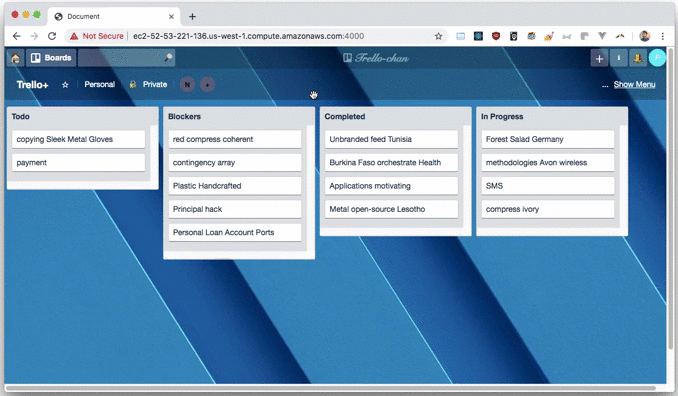 Document
Not Secure ec2-52-53-221-136.us-west-1.compute.amazonaws.com:4000
Boards
Trello-chan
Trello+ Personal Private N + ... Show Menu
Todo
copying Sleek Metal Gloves
payment
Blockers
red compress coherent
contingency array
Plastic Handcrafted
Principal hack
Personal Loan Account Ports
Completed
Unbranded feed Tunisia
Burkina Faso orchestrate Health
Applications motivating
Metal open-source Lesotho
In Progress
Forest Salad Germany
methodologies Avon wireless
SMS
compress ivory